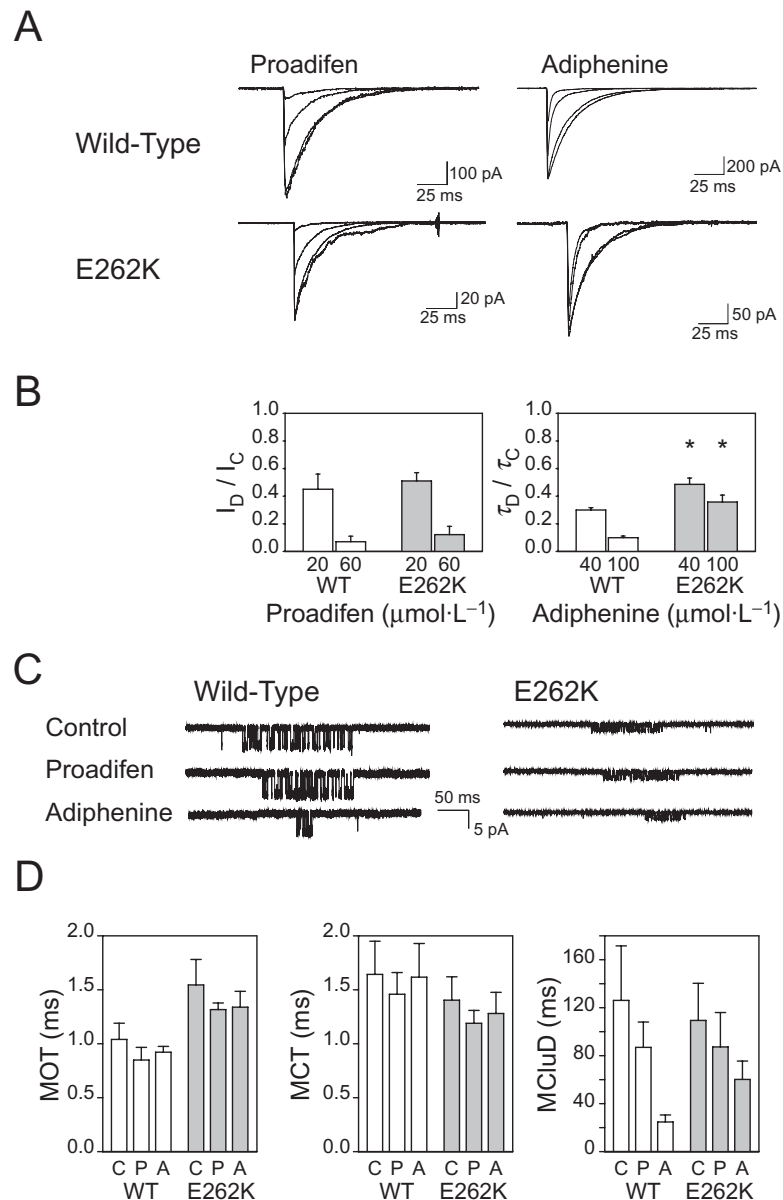 A
Proadifen Adiphenine
Wild-Type
100 pA
25 ms
200 pA
25 ms
E262K
20 pA
25 ms
50 pA
25 ms
B
I_D / I_C
1.0
0.8
0.6
0.4
0.2
0.0
20 60 20 60
WT E262K
Proadifen (μmol·L⁻¹)
τ_D / τ_C
1.0
0.8
0.6
0.4
0.2
0.0
* *
40 100 40 100
WT E262K
Adiphenine (μmol·L⁻¹)
C
Wild-Type E262K
Control
Proadifen
Adiphenine
50 ms
5 pA
D
MOT (ms)
2.0
1.5
1.0
0.5
0.0
C P A C P A
WT E262K
MCT (ms)
2.0
1.5
1.0
0.5
0.0
C P A C P A
WT E262K
MCluD (ms)
160
120
80
40
0
C P A C P A
WT E262K